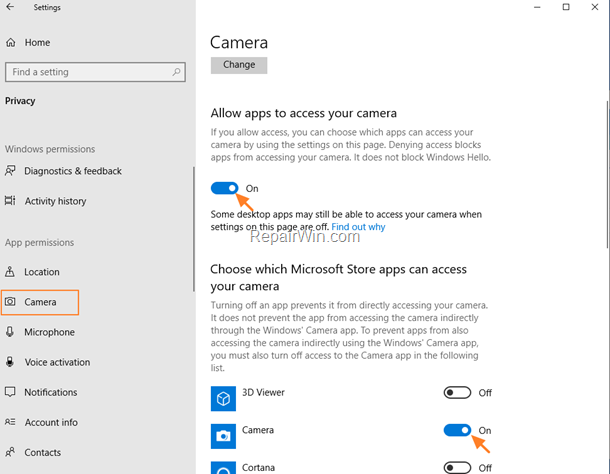 Settings
Home
Find a setting
Privacy
Windows permissions
Diagnostics & feedback
Activity history
App permissions
Location
Camera
Microphone
Voice activation
Notifications
Account info
Contacts
Camera
Change
Allow apps to access your camera
If you allow access, you can choose which apps can access your
camera by using the settings on this page. Denying access blocks
apps from accessing your camera. It does not block Windows Hello.
On
Some desktop apps may still be able to access your camera when
settings on this page are off. Find out why
RepairWin.com
Choose which Microsoft Store apps can access
your camera
Turning off an app prevents it from directly accessing your camera.
It does not prevent the app from accessing the camera indirectly
through the Windows' Camera app. To prevent apps from also
accessing the camera indirectly using the Windows Camera app,
you must also turn off access to the Camera app in the following
list.
3D Viewer Off
Camera On
Cortana Off